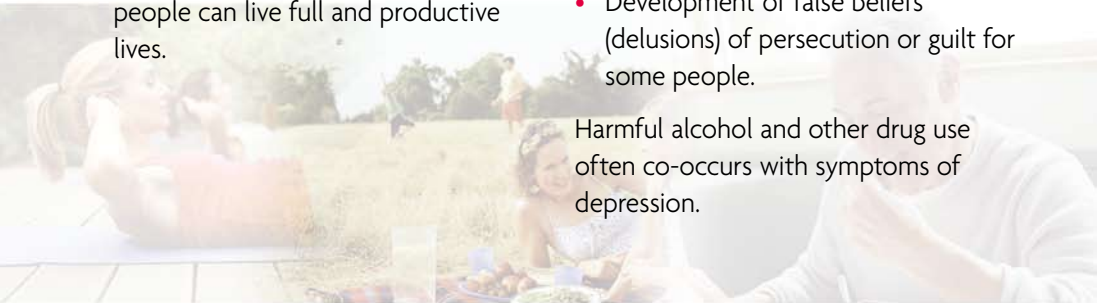 people can live full and productive
lives.
• Development of false beliefs
(delusions) of persecution or guilt for
some people.
Harmful alcohol and other drug use
often co-occurs with symptoms of
depression.